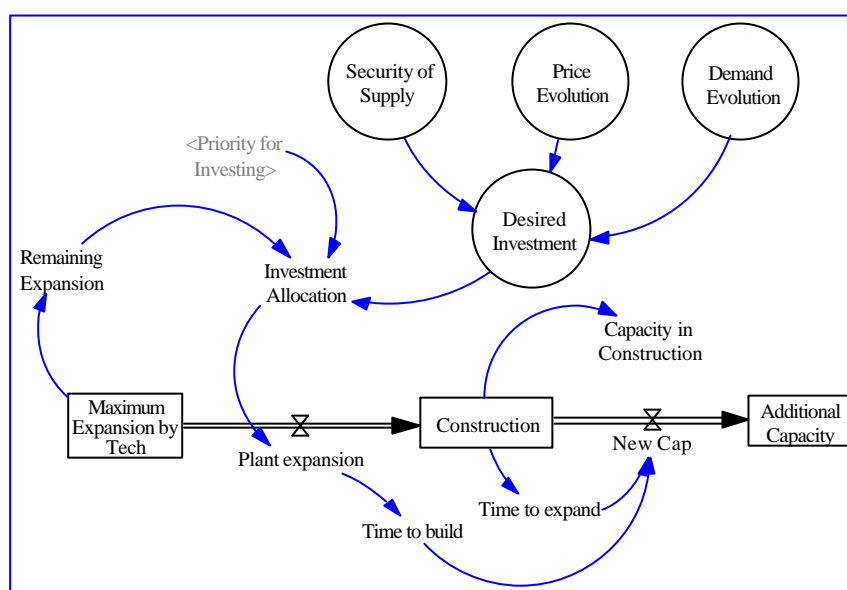 Security of
Supply
Price
Evolution
Demand
Evolution
<Priority for
Investing>
Desired
Investment
Remaining
Expansion
Investment
Allocation
Capacity in
Construction
Maximum
Expansion by
Tech
Construction
Additional
Capacity
Plant expansion
New Cap
Time to expand
Time to build